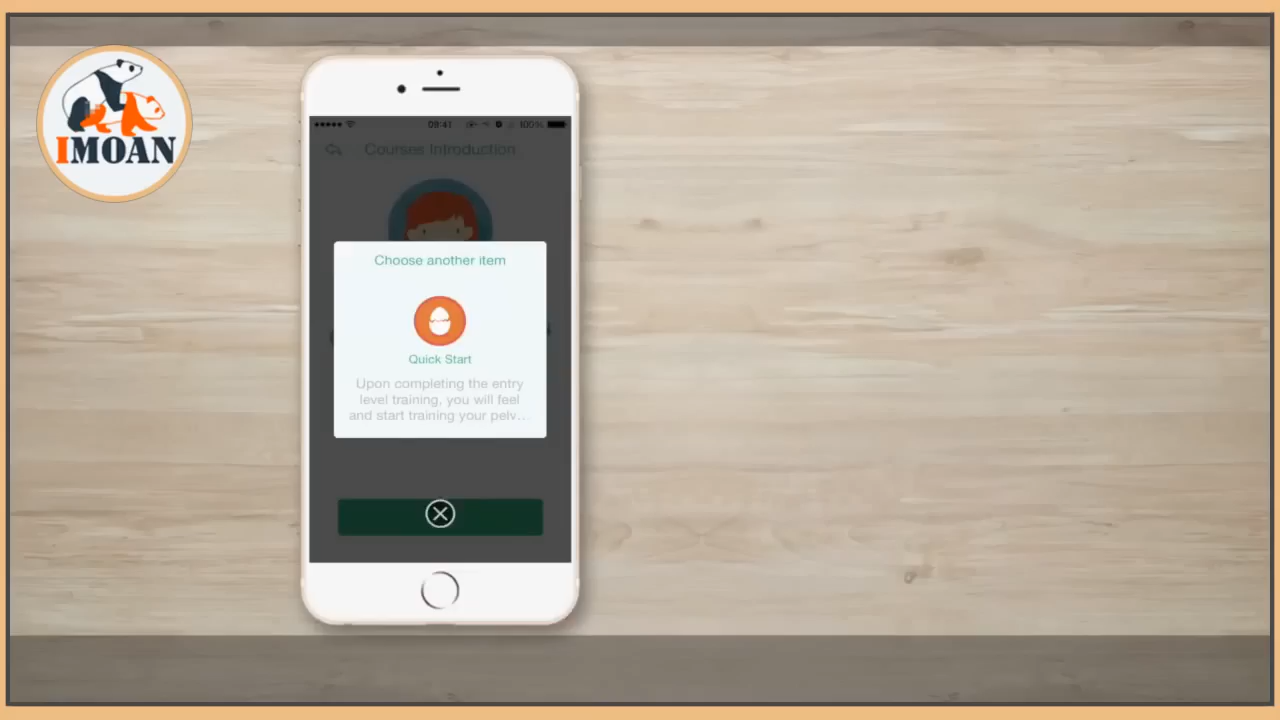 IMOAN
08:41
100%
Courses Introduction
Choose another item
Quick Start
Upon completing the entry
level training, you will feel
and start training your pelv...